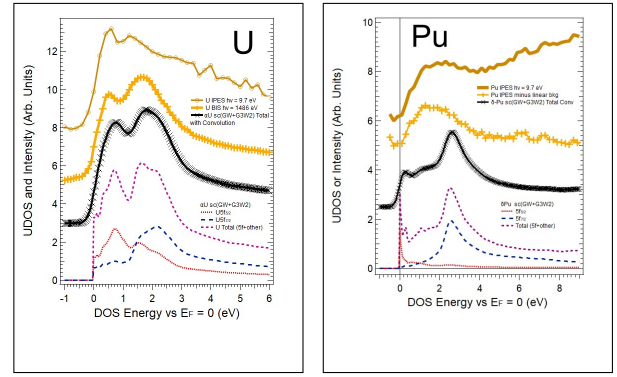 U
UDOS and Intensity (Arb. Units)
12
10
8
6
4
2
0
U IPES hv = 9.7 eV
U BIS hv = 1486 eV
αU sc(GW+G3W2) Total
with Convolution
αU sc(GW+G3W2)
U5f5/2
U5f7/2
U Total (5f+other)
-1 0 1 2 3 4 5 6
DOS Energy vs EF = 0 (eV)
Pu
UDOS or Intensity (Arb. Units)
10
8
6
4
2
0
Pu IPES hv = 9.7 eV
Pu IPES minus linear bkg
δ-Pu sc(GW+G3W2) Total Conv
δPu sc(GW+G3W2)
5f5/2
5f7/2
Total (5f+other)
0 2 4 6 8
DOS Energy vs EF = 0 (eV)